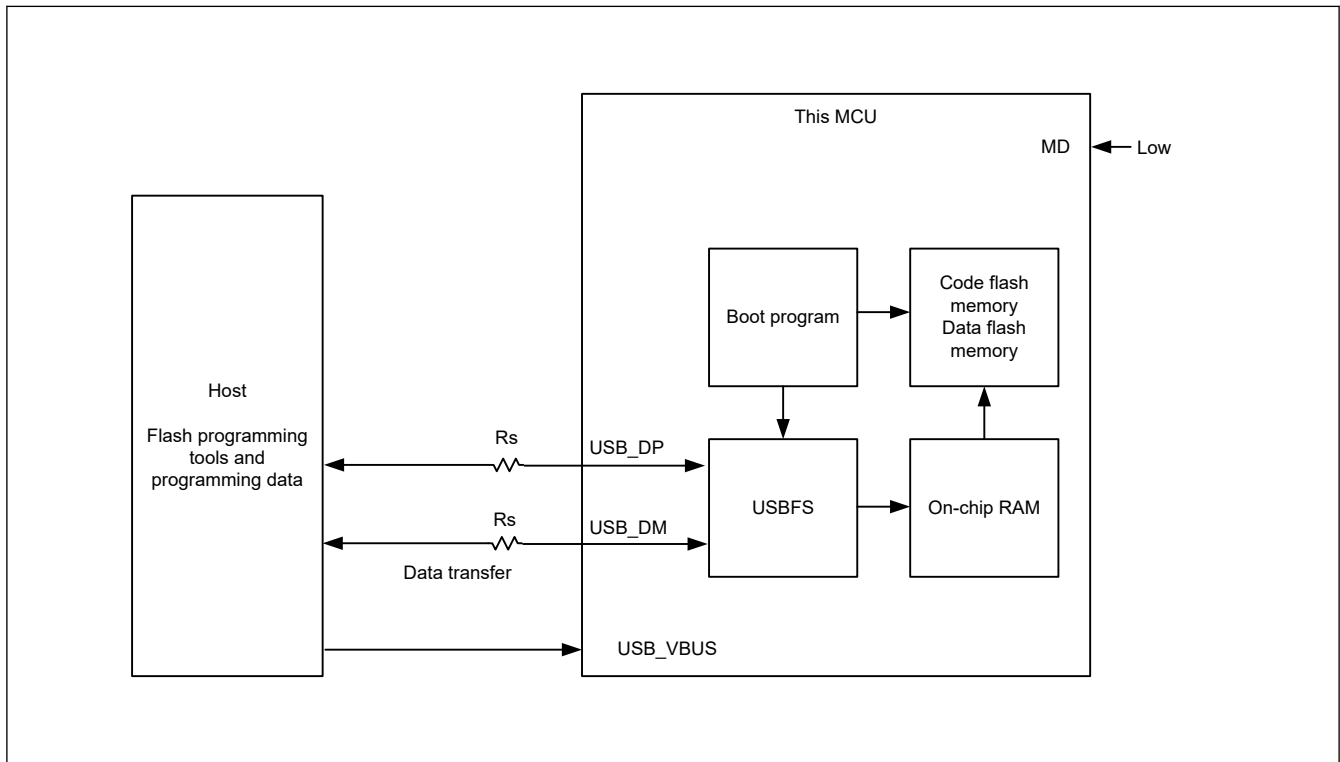 This MCU
MD
Low
Boot program
Code flash
memory
Data flash
memory
Host
Flash programming
tools and
programming data
Rs
USB_DP
USBFS
On-chip RAM
Rs
USB_DM
Data transfer
USB_VBUS